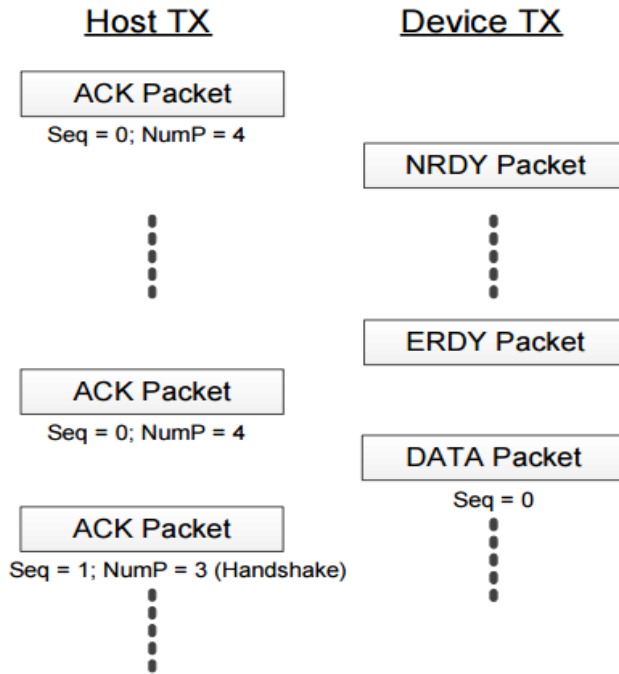 Host TX
Device TX
ACK Packet
Seq = 0; NumP = 4
NRDY Packet
ERDY Packet
ACK Packet
Seq = 0; NumP = 4
DATA Packet
Seq = 0
ACK Packet
Seq = 1; NumP = 3 (Handshake)